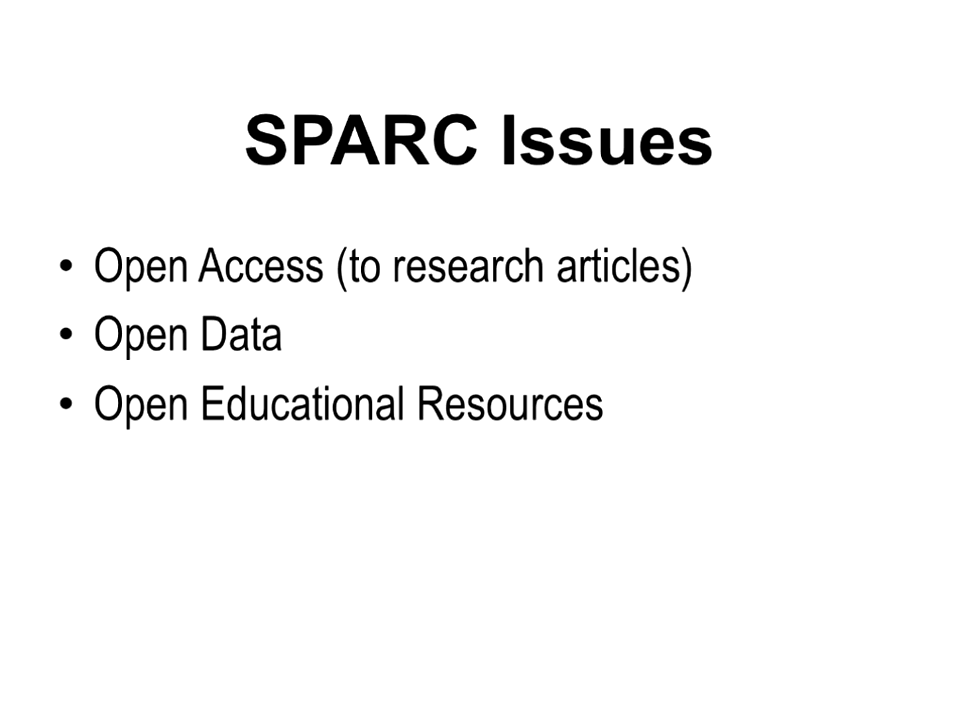 SPARC Issues
• Open Access (to research articles)
• Open Data
• Open Educational Resources